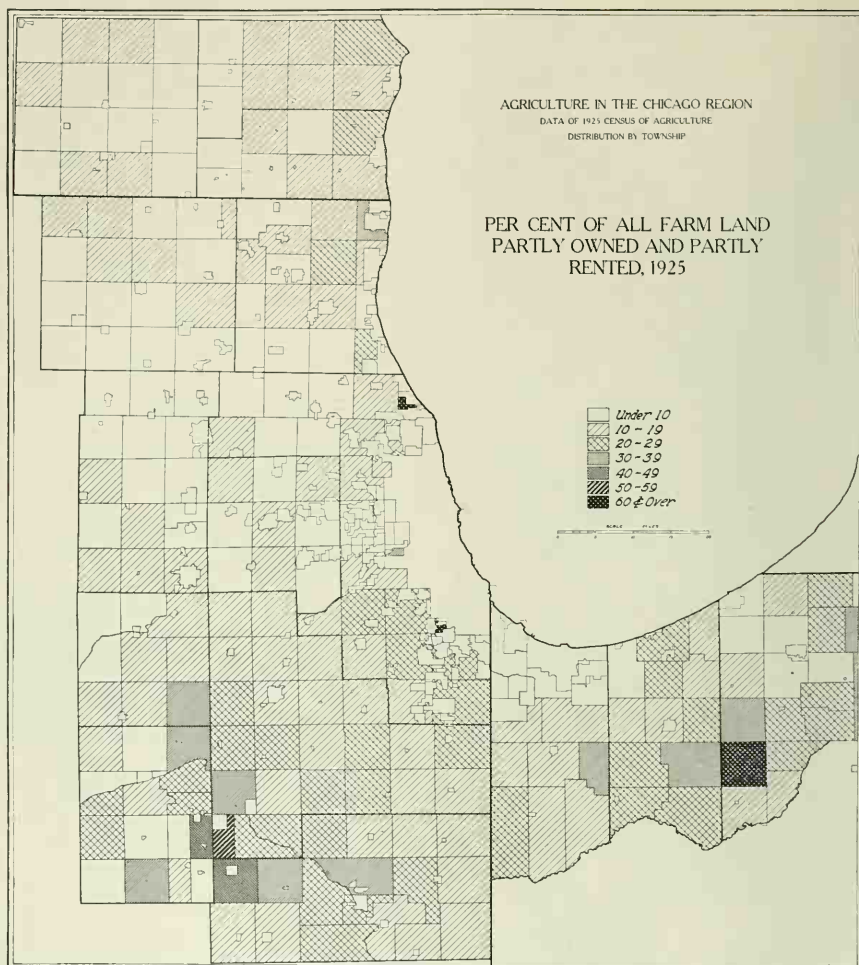 AGRICULTURE IN THE CHICAGO REGION
DATA OF 1925 CENSUS OF AGRICULTURE
DISTRIBUTION BY TOWNSHIP
PER CENT OF ALL FARM LAND
PARTLY OWNED AND PARTLY
RENTED, 1925
Under 10
10 - 19
20 - 29
30 - 39
40 - 49
50 - 59
60 & Over
SCALE